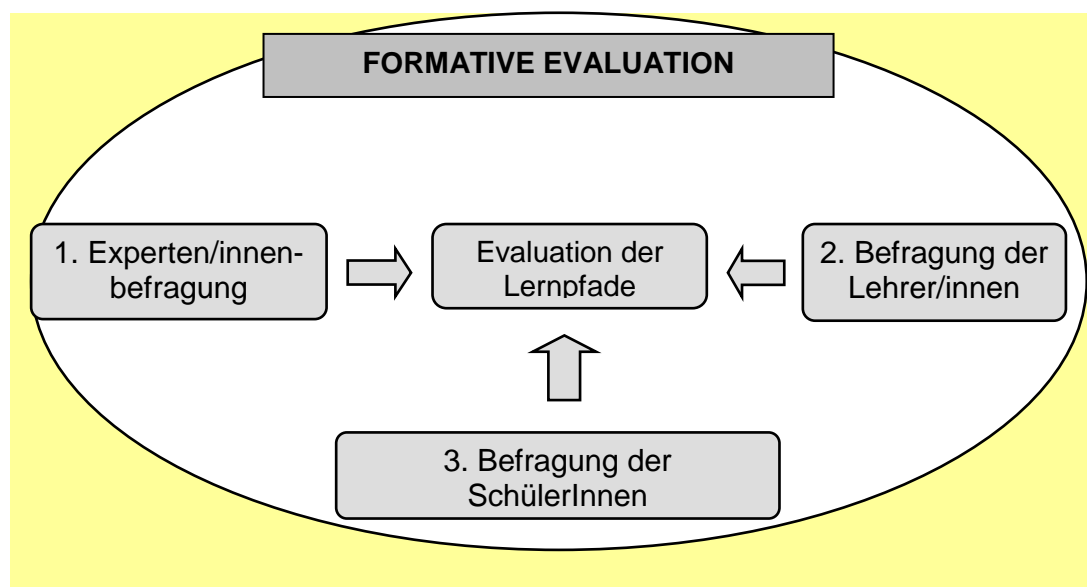 FORMATIVE EVALUATION
1. Experten/innen-
befragung
Evaluation der
Lernpfade
2. Befragung der
Lehrer/innen
3. Befragung der
SchülerInnen